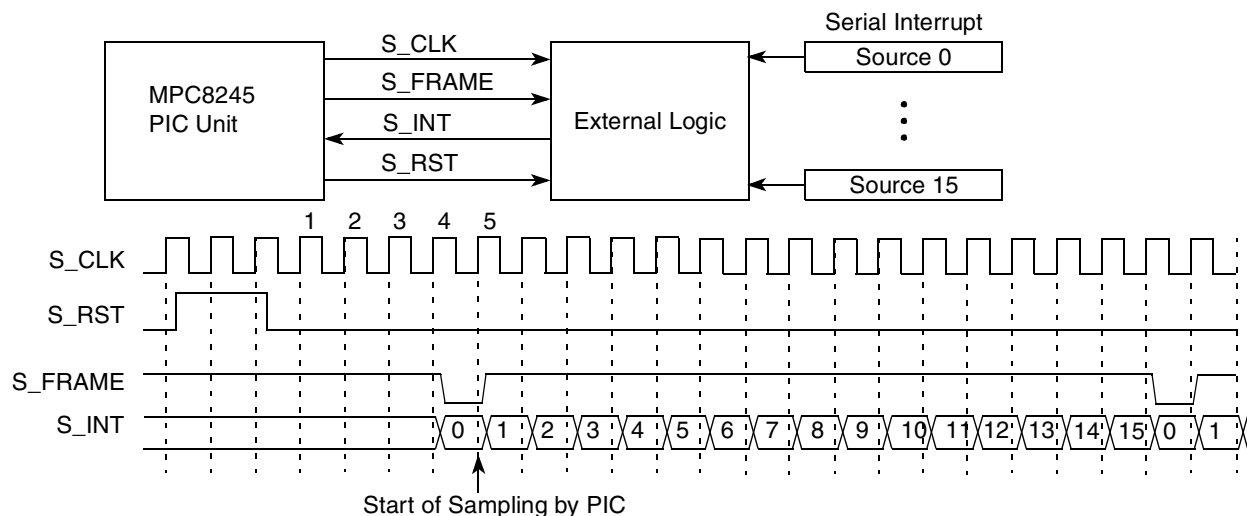 Serial Interrupt
MPC8245
PIC Unit
S_CLK
S_FRAME
S_INT
S_RST
External Logic
Source 0
Source 15
1 2 3 4 5
S_CLK
S_RST
S_FRAME
S_INT
0 1 2 3 4 5 6 7 8 9 10 11 12 13 14 15 0 1
Start of Sampling by PIC